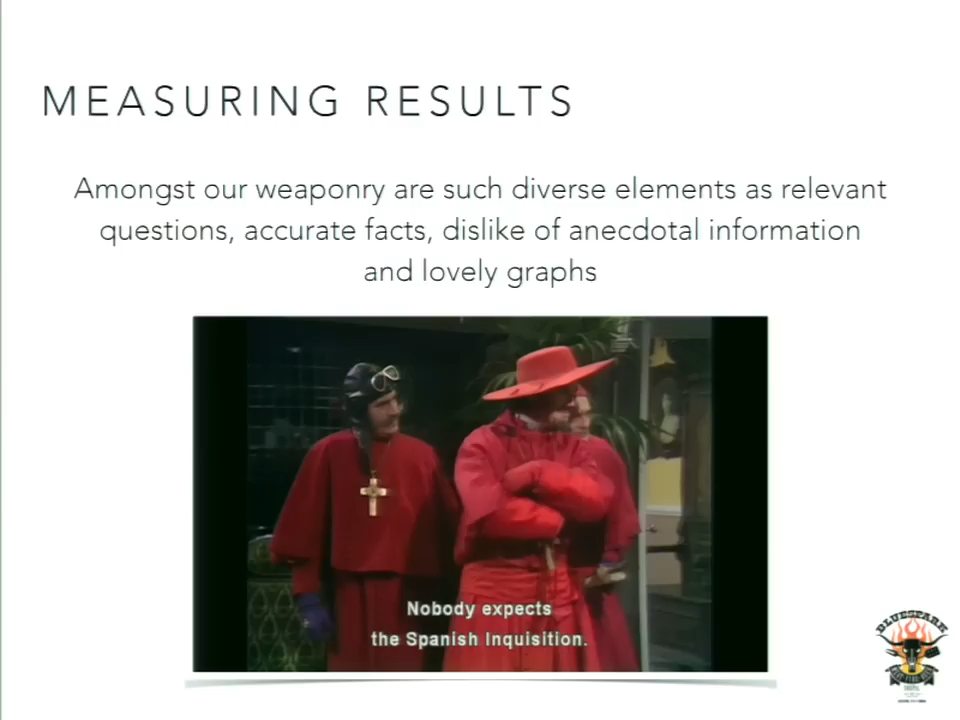 MEASURING RESULTS
Amongst our weaponry are such diverse elements as relevant
questions, accurate facts, dislike of anecdotal information
and lovely graphs
Nobody expects
the Spanish Inquisition.
BLUESPARK